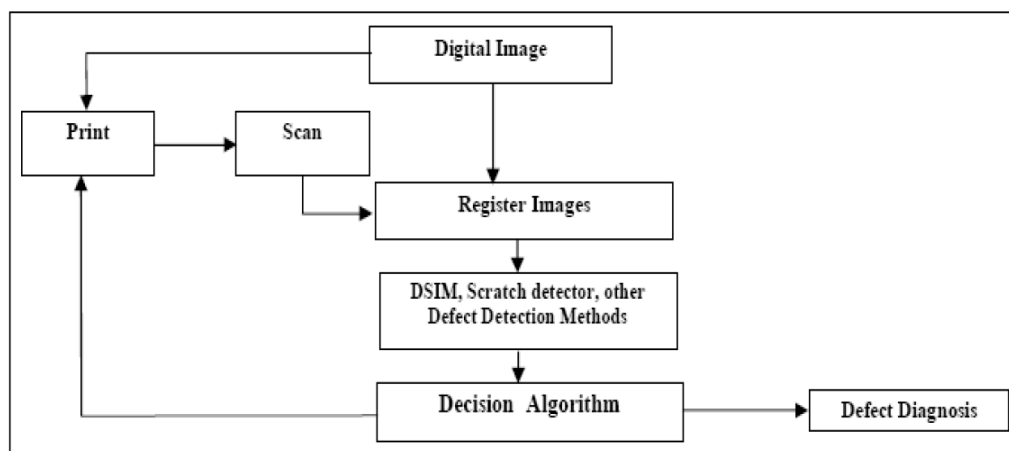 Digital Image
Print
Scan
Register Images
DSIM, Scratch detector, other
Defect Detection Methods
Decision Algorithm
Defect Diagnosis